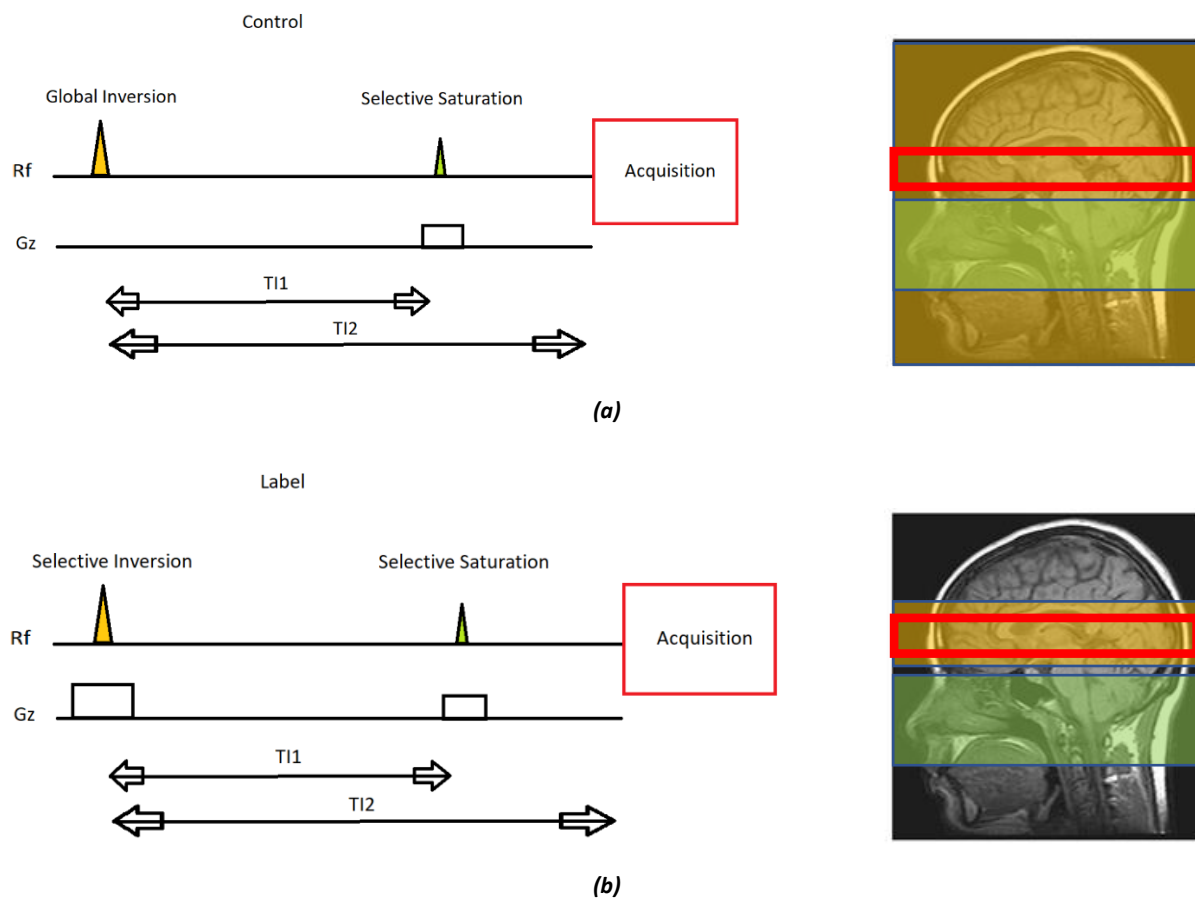 Control
Global Inversion
Selective Saturation
Rf
Acquisition
Gz
TI1
TI2
(a)
Label
Selective Inversion
Selective Saturation
Rf
Acquisition
Gz
TI1
TI2
(b)